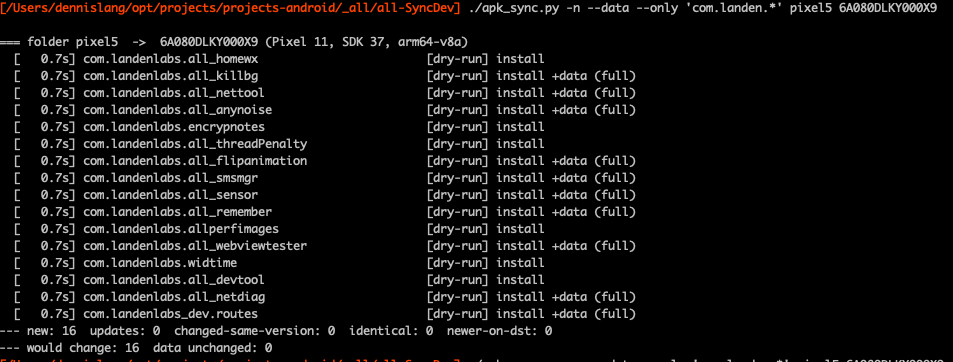 [/Users/dennislang/opt/projects/projects-android/_all/all-SyncDev] ./apk_sync.py -n --data --only 'com.landen.*' pixel5 6A080DLKY000X9
=== folder pixel5  ->  6A080DLKY000X9 (Pixel 11, SDK 37, arm64-v8a)
[   0.7s] com.landenlabs.all_homewx                  [dry-run] install
[   0.7s] com.landenlabs.all_killbg                  [dry-run] install +data (full)
[   0.7s] com.landenlabs.all_nettool                 [dry-run] install +data (full)
[   0.7s] com.landenlabs.all_anynoise                [dry-run] install +data (full)
[   0.7s] com.landenlabs.encrypnotes                 [dry-run] install
[   0.7s] com.landenlabs.all_threadPenalty           [dry-run] install
[   0.7s] com.landenlabs.all_flipanimation           [dry-run] install +data (full)
[   0.7s] com.landenlabs.all_smsmgr                  [dry-run] install +data (full)
[   0.7s] com.landenlabs.all_sensor                  [dry-run] install +data (full)
[   0.7s] com.landenlabs.all_remember                [dry-run] install +data (full)
[   0.7s] com.landenlabs.allperfimages               [dry-run] install
[   0.7s] com.landenlabs.all_webviewtester           [dry-run] install +data (full)
[   0.7s] com.landenlabs.widtime                     [dry-run] install
[   0.7s] com.landenlabs.all_devtool                 [dry-run] install
[   0.7s] com.landenlabs.all_netdiag                 [dry-run] install +data (full)
[   0.7s] com.landenlabs_dev.routes                  [dry-run] install +data (full)
--- new: 16  updates: 0  changed-same-version: 0  identical: 0  newer-on-dst: 0
--- would change: 16  data unchanged: 0